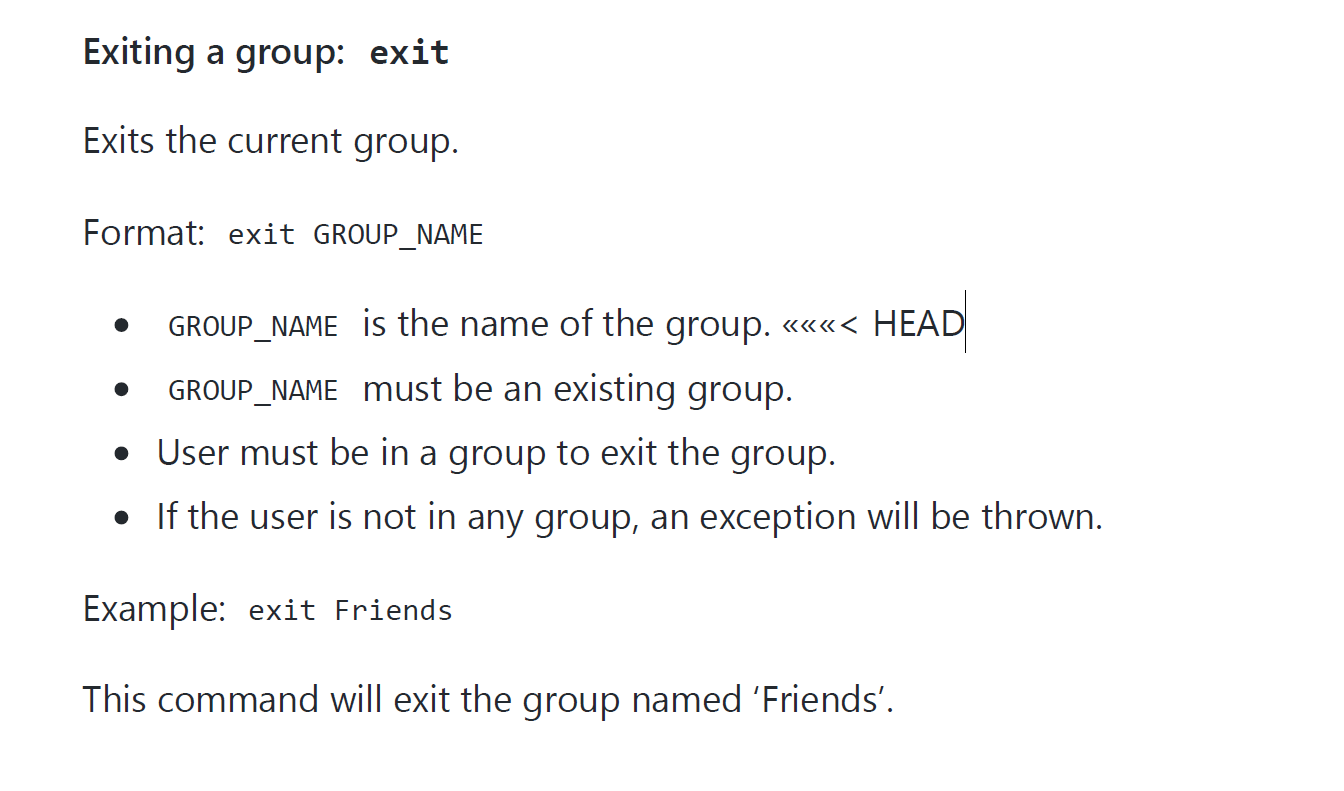 Exiting a group: exit
Exits the current group.
Format: exit GROUP_NAME
• GROUP_NAME is the name of the group. «««< HEAD
• GROUP_NAME must be an existing group.
• User must be in a group to exit the group.
• If the user is not in any group, an exception will be thrown.
Example: exit Friends
This command will exit the group named ‘Friends’.